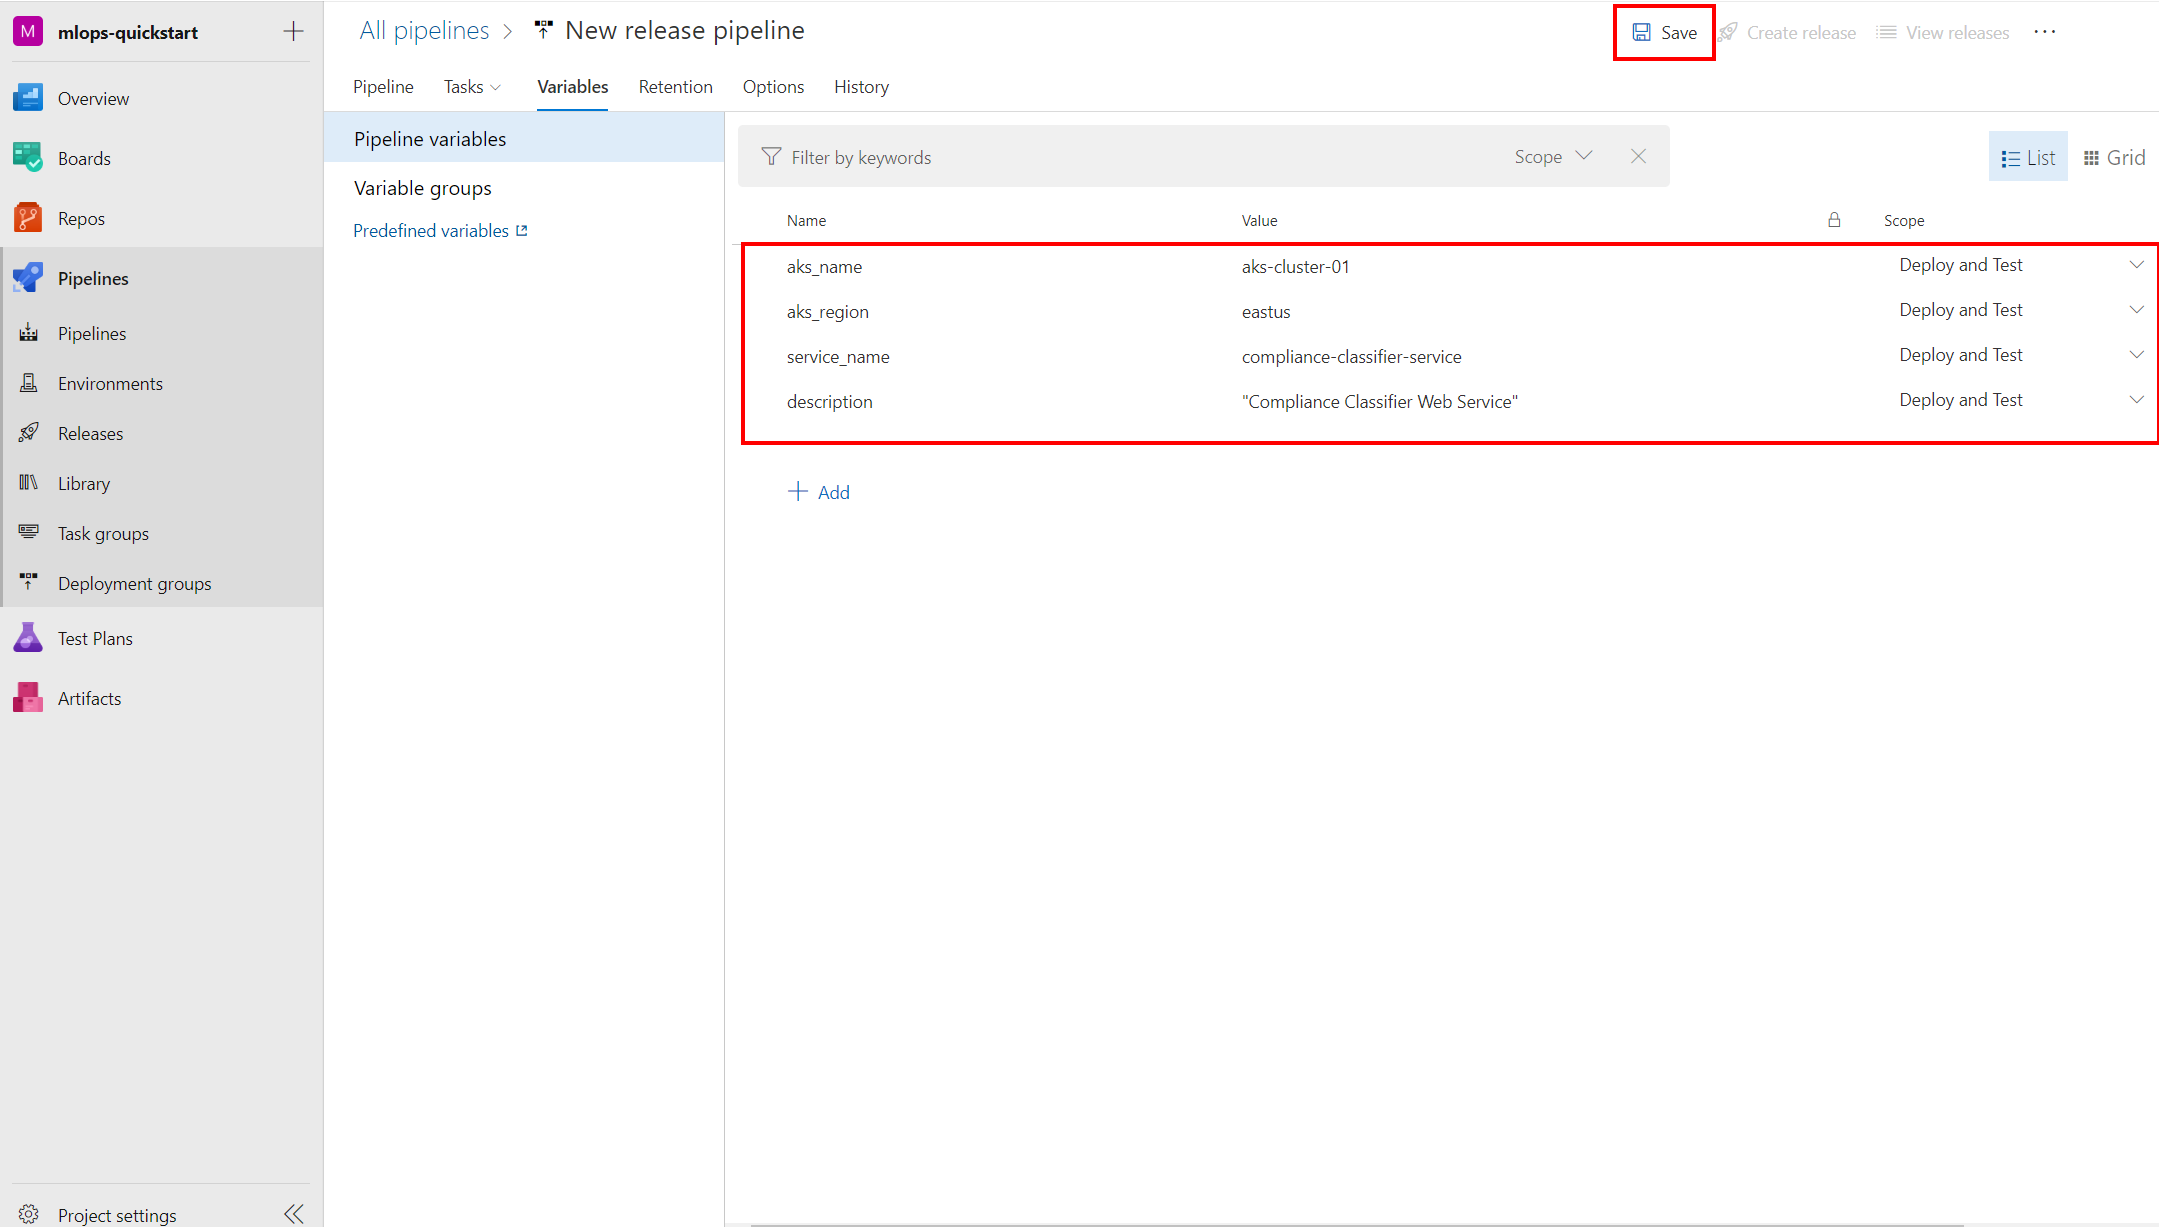 M mlops-quickstart
Overview
Boards
Repos
Pipelines
Pipelines
Environments
Releases
Library
Task groups
Deployment groups
Test Plans
Artifacts
Project settings
All pipelines > New release pipeline
Save Create release View releases ...
Pipeline Tasks Variables Retention Options History
Pipeline variables
Variable groups
Predefined variables
Filter by keywords Scope
List Grid
Name Value Scope
aks_name aks-cluster-01 Deploy and Test
aks_region eastus Deploy and Test
service_name compliance-classifier-service Deploy and Test
description "Compliance Classifier Web Service" Deploy and Test
Add